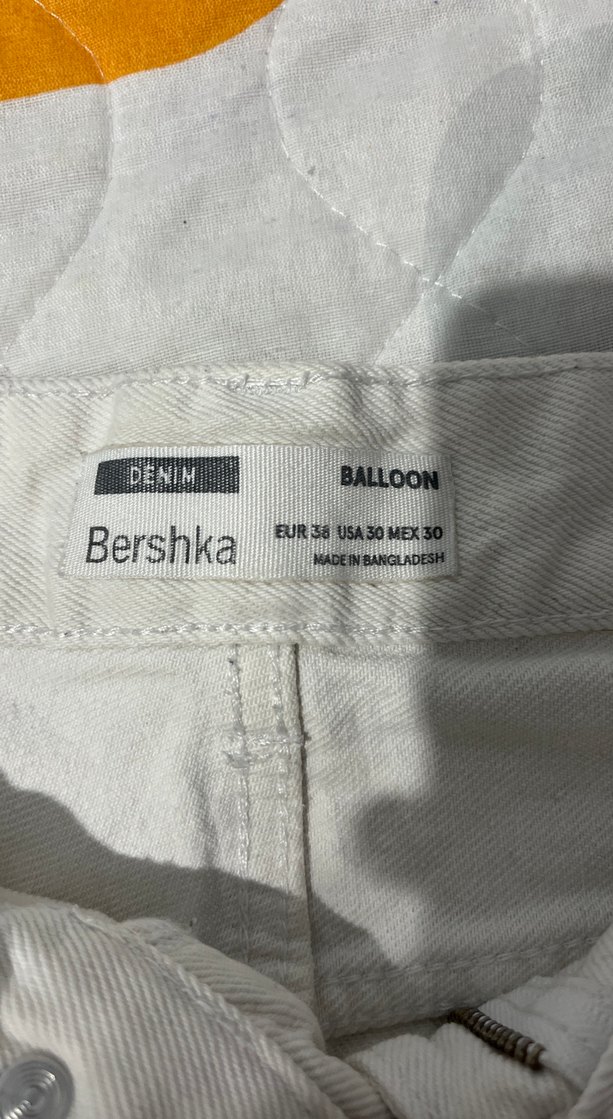 DENIM
BALLOON
Bershka
EUR 38 USA 30 MEX 30
MADE IN BANGLADESH